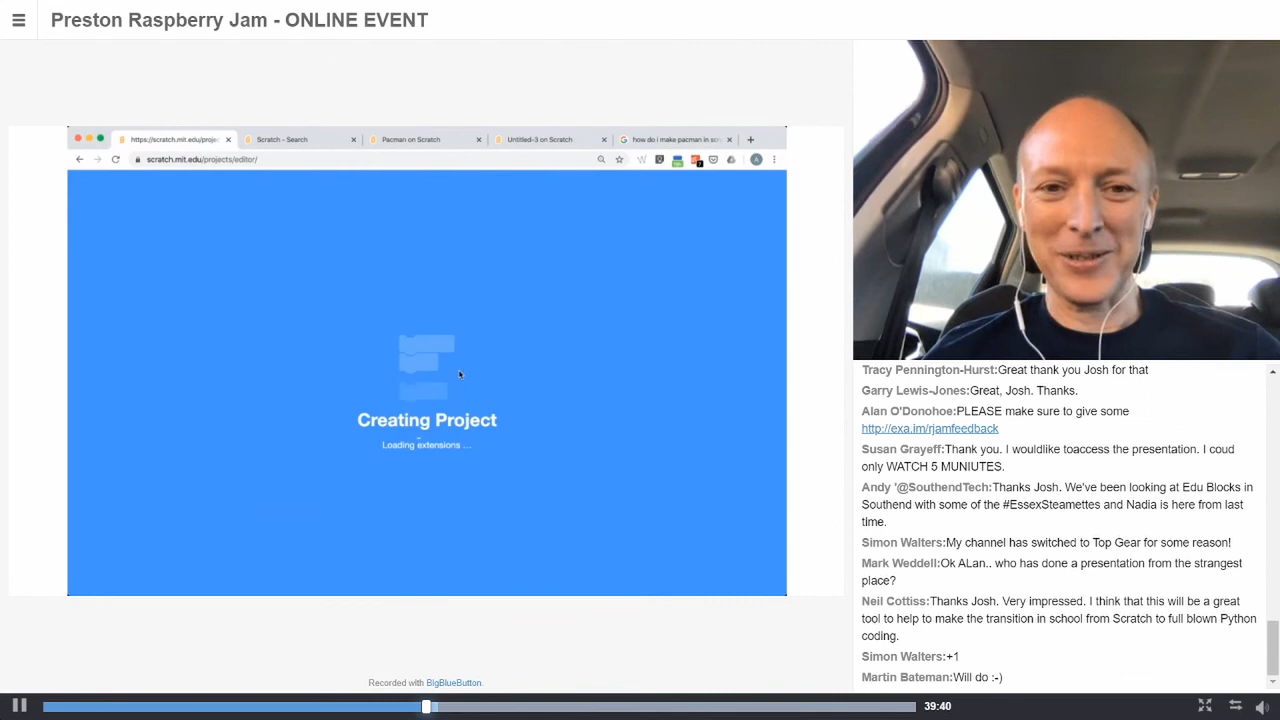 Preston Raspberry Jam - ONLINE EVENT
https://scratch.mit.edu/projec
Scratch - Search
Pacman on Scratch
Untitled-3 on Scratch
how do i make pacman in scr
scratch.mit.edu/projects/editor/
Creating Project
Loading extensions ...
Tracy Pennington-Hurst:Great thank you Josh for that
Garry Lewis-Jones:Great, Josh. Thanks.
Alan O'Donohoe:PLEASE make sure to give some
http://exa.im/rjamfeedback
Susan Grayeff:Thank you. I wouldlike toaccess the presentation. I coud
only WATCH 5 MUNIUTES.
Andy '@SouthendTech:Thanks Josh. We've been looking at Edu Blocks in
Southend with some of the #EssexSteamettes and Nadia is here from last
time.
Simon Walters:My channel has switched to Top Gear for some reason!
Mark Weddell:Ok ALan.. who has done a presentation from the strangest
place?
Neil Cottiss:Thanks Josh. Very impressed. I think that this will be a great
tool to help to make the transition in school from Scratch to full blown Python
coding.
Simon Walters:+1
Martin Bateman:Will do :-)
Recorded with BigBlueButton.
39:40